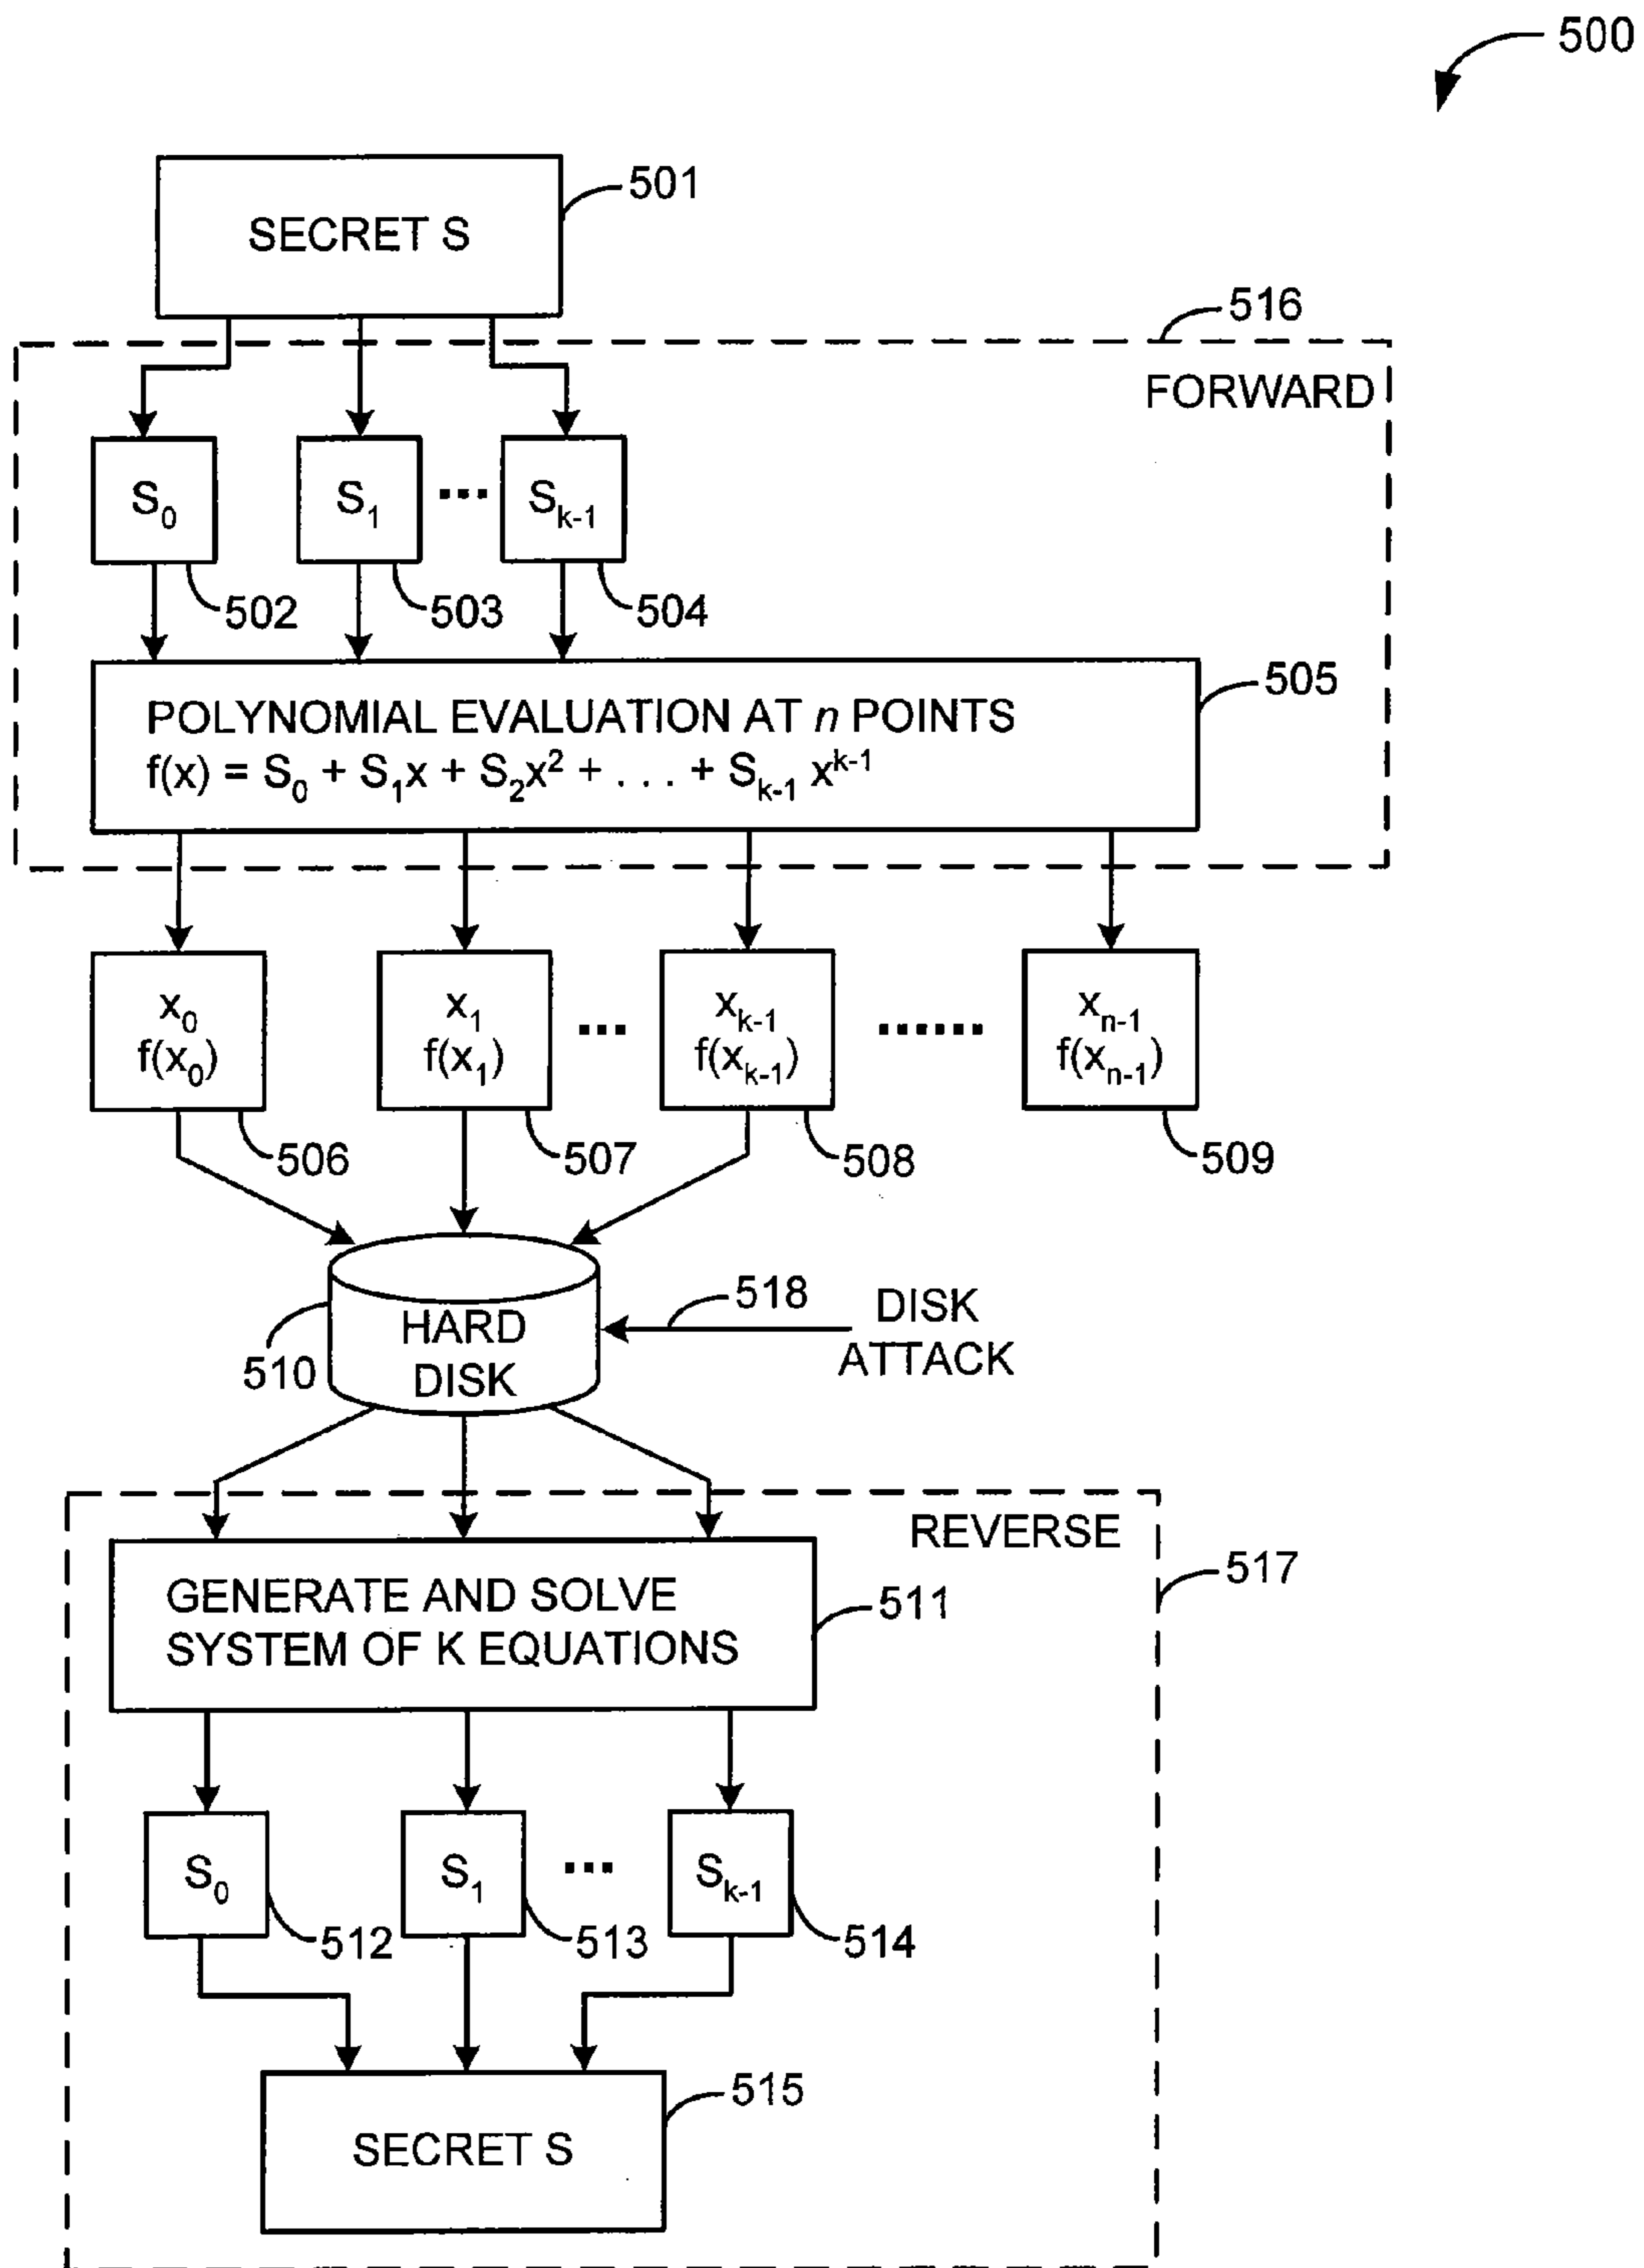 500
SECRET S
501
516
FORWARD
S₀
S₁
...
Sₖ₋₁
502
503
504
POLYNOMIAL EVALUATION AT n POINTS
f(x) = S₀ + S₁x + S₂x² + . . . + Sₖ₋₁ xᵏ⁻¹
505
x₀
f(x₀)
x₁
f(x₁)
...
xₖ₋₁
f(xₖ₋₁)
......
xₙ₋₁
f(xₙ₋₁)
506
507
508
509
HARD
DISK
510
518
DISK
ATTACK
REVERSE
517
GENERATE AND SOLVE
SYSTEM OF K EQUATIONS
511
S₀
S₁
...
Sₖ₋₁
512
513
514
SECRET S
515